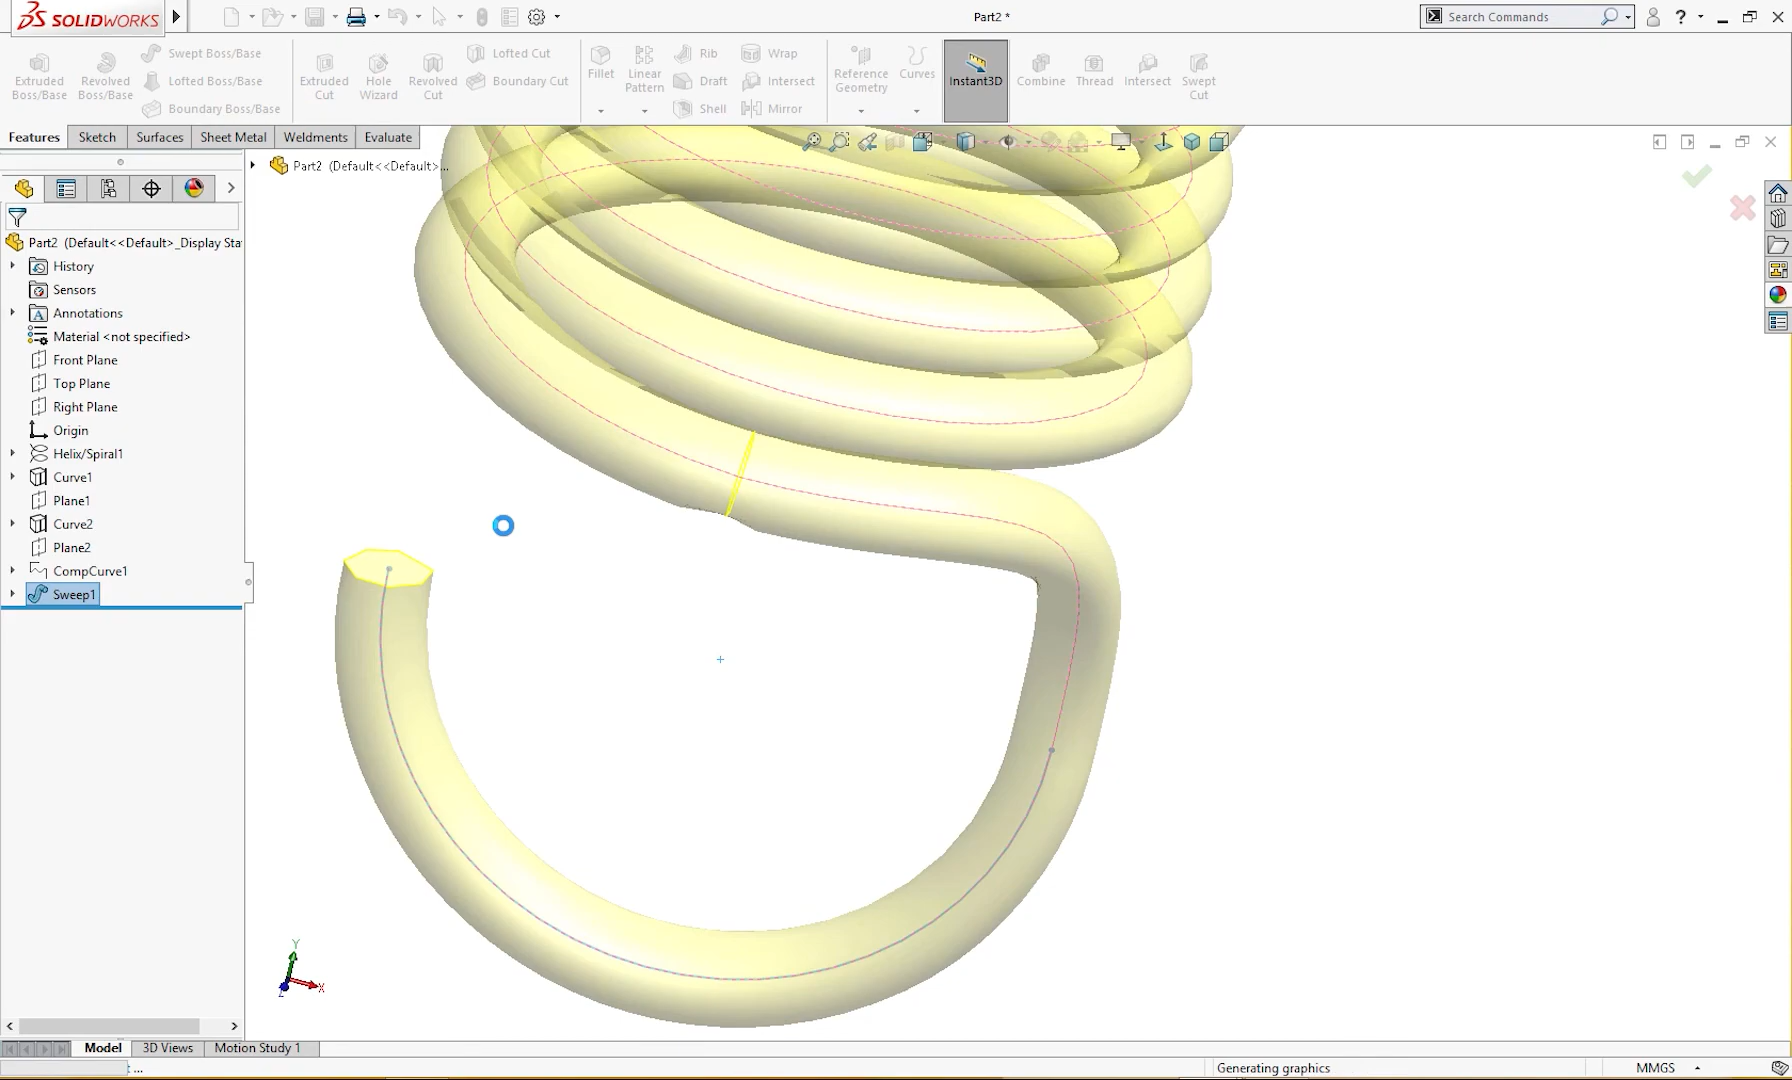 SOLIDWORKS
Part2 *
Search Commands
?
Extruded Boss/Base
Revolved Boss/Base
Swept Boss/Base
Lofted Boss/Base
Boundary Boss/Base
Extruded Cut
Hole Wizard
Revolved Cut
Lofted Cut
Boundary Cut
Fillet
Linear Pattern
Rib
Draft
Shell
Wrap
Intersect
Mirror
Reference Geometry
Curves
Instant3D
Combine
Thread
Intersect
Swept Cut
Features
Sketch
Surfaces
Sheet Metal
Weldments
Evaluate
Part2 (Default<<Default>...
Part2 (Default<<Default>_Display Sta
History
Sensors
Annotations
Material <not specified>
Front Plane
Top Plane
Right Plane
Origin
Helix/Spiral1
Curve1
Plane1
Curve2
Plane2
CompCurve1
Sweep1
Y
X
Z
Model
3D Views
Motion Study 1
...
Generating graphics
MMGS